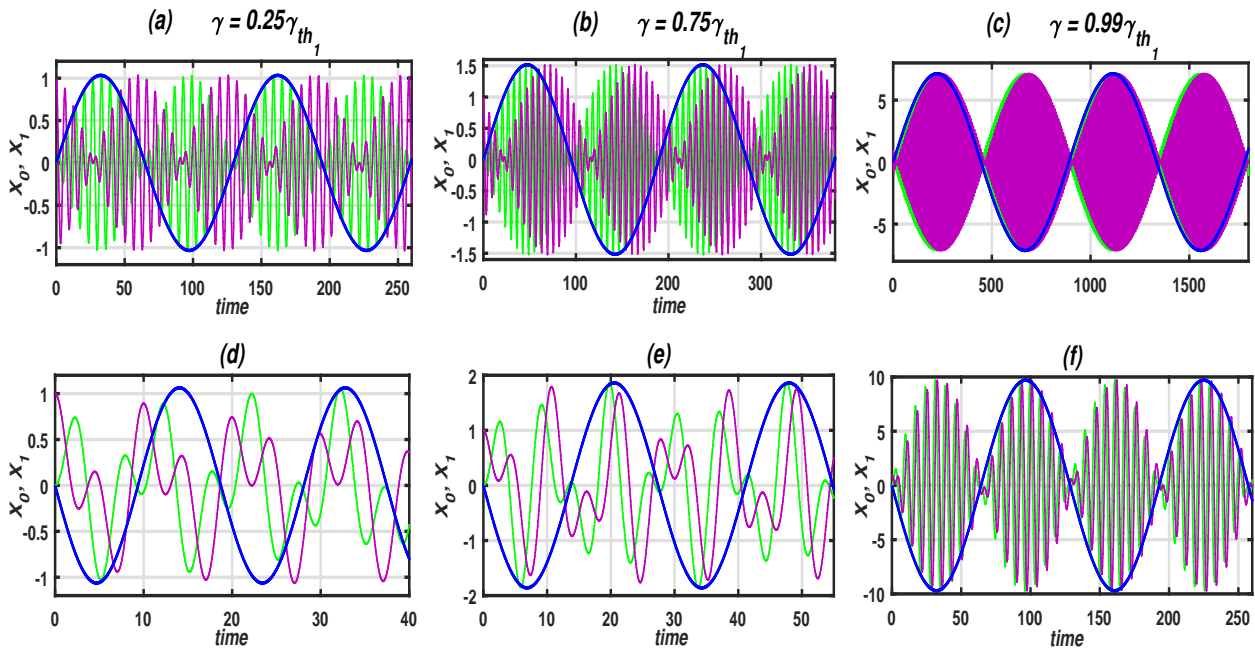 (a) γ = 0.25γth1
(b) γ = 0.75γth1
(c) γ = 0.99γth1
x0, x1
1
0.5
0
-0.5
-1
0 50 100 150 200 250
time
x0, x1
1.5
1
0.5
0
-0.5
-1
-1.5
0 100 200 300
time
x0, x1
5
0
-5
0 500 1000 1500
time
(d)
(e)
(f)
x0, x1
1
0.5
0
-0.5
-1
0 10 20 30 40
time
x0, x1
2
1
0
-1
-2
0 10 20 30 40 50
time
x0, x1
10
5
0
-5
-10
0 50 100 150 200 250
time